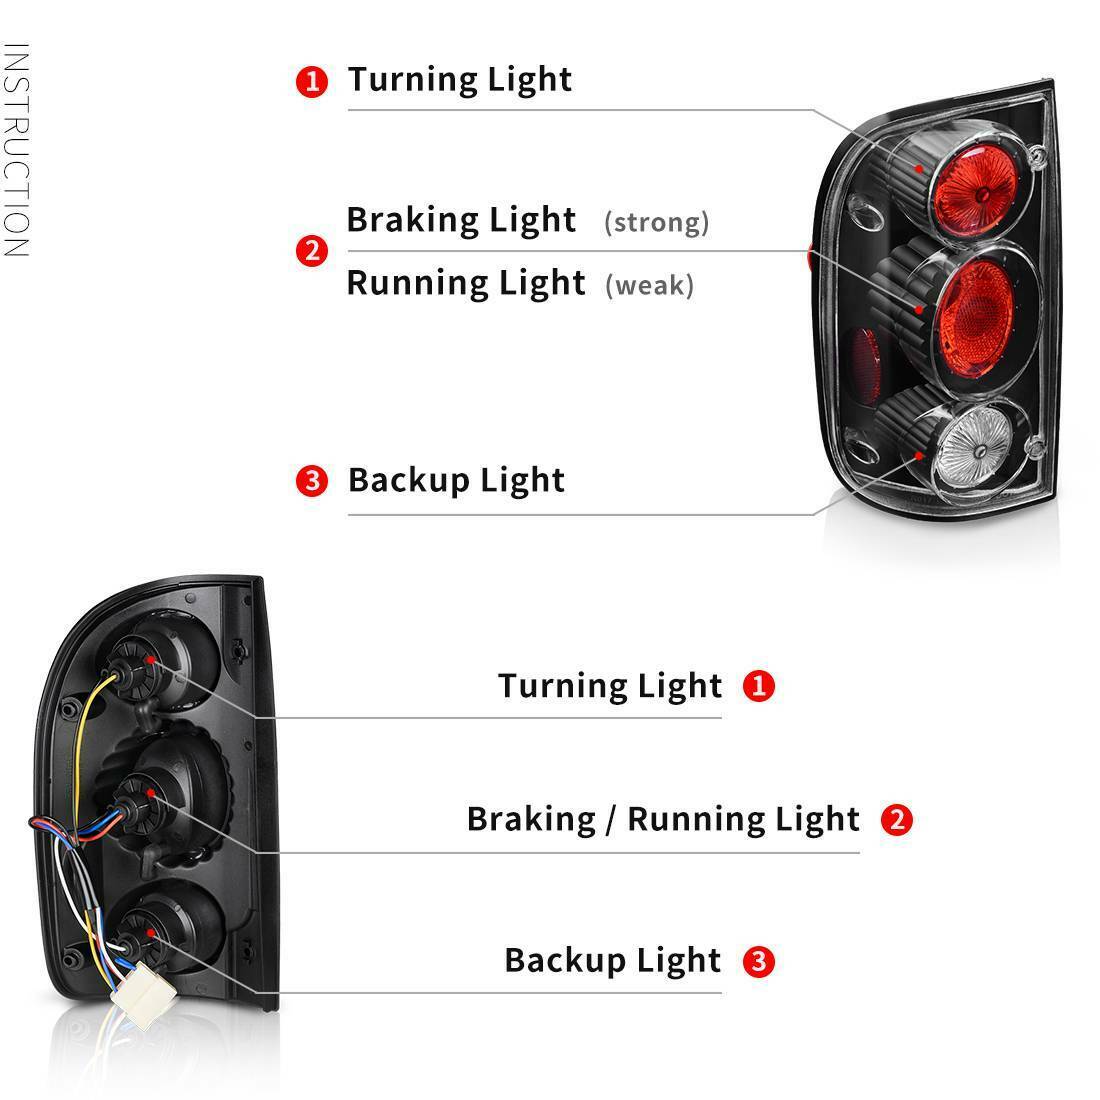 INSTRUCTION
1 Turning Light
Braking Light (strong)
2
Running Light (weak)
3 Backup Light
Turning Light 1
Braking / Running Light 2
Backup Light 3